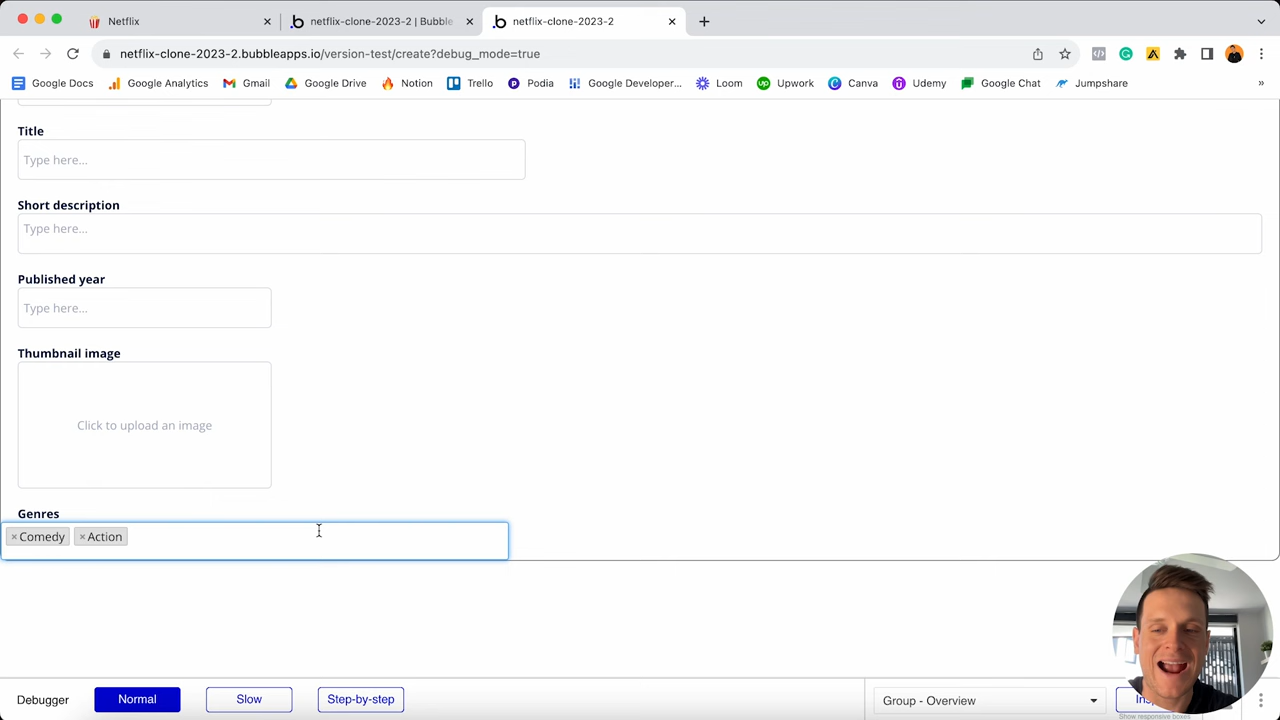 Netflix
netflix-clone-2023-2 | Bubble
netflix-clone-2023-2
netflix-clone-2023-2.bubbleapps.io/version-test/create?debug_mode=true
Google Docs
Google Analytics
Gmail
Google Drive
Notion
Trello
Podia
Google Developer...
Loom
Upwork
Canva
Udemy
Google Chat
Jumpshare
»
Title
Type here...
Short description
Type here...
Published year
Type here...
Thumbnail image
Click to upload an image
Genres
×Comedy ×Action
Debugger
Normal
Slow
Step-by-step
Group - Overview
Show responsive boxes